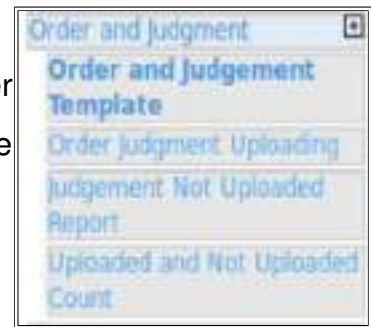 Order and Judgment
Order and Judgement
Template
Order Judgment Uploading
Judgement Not Uploaded
Report
Uploaded and Not Uploaded
Count
er
e